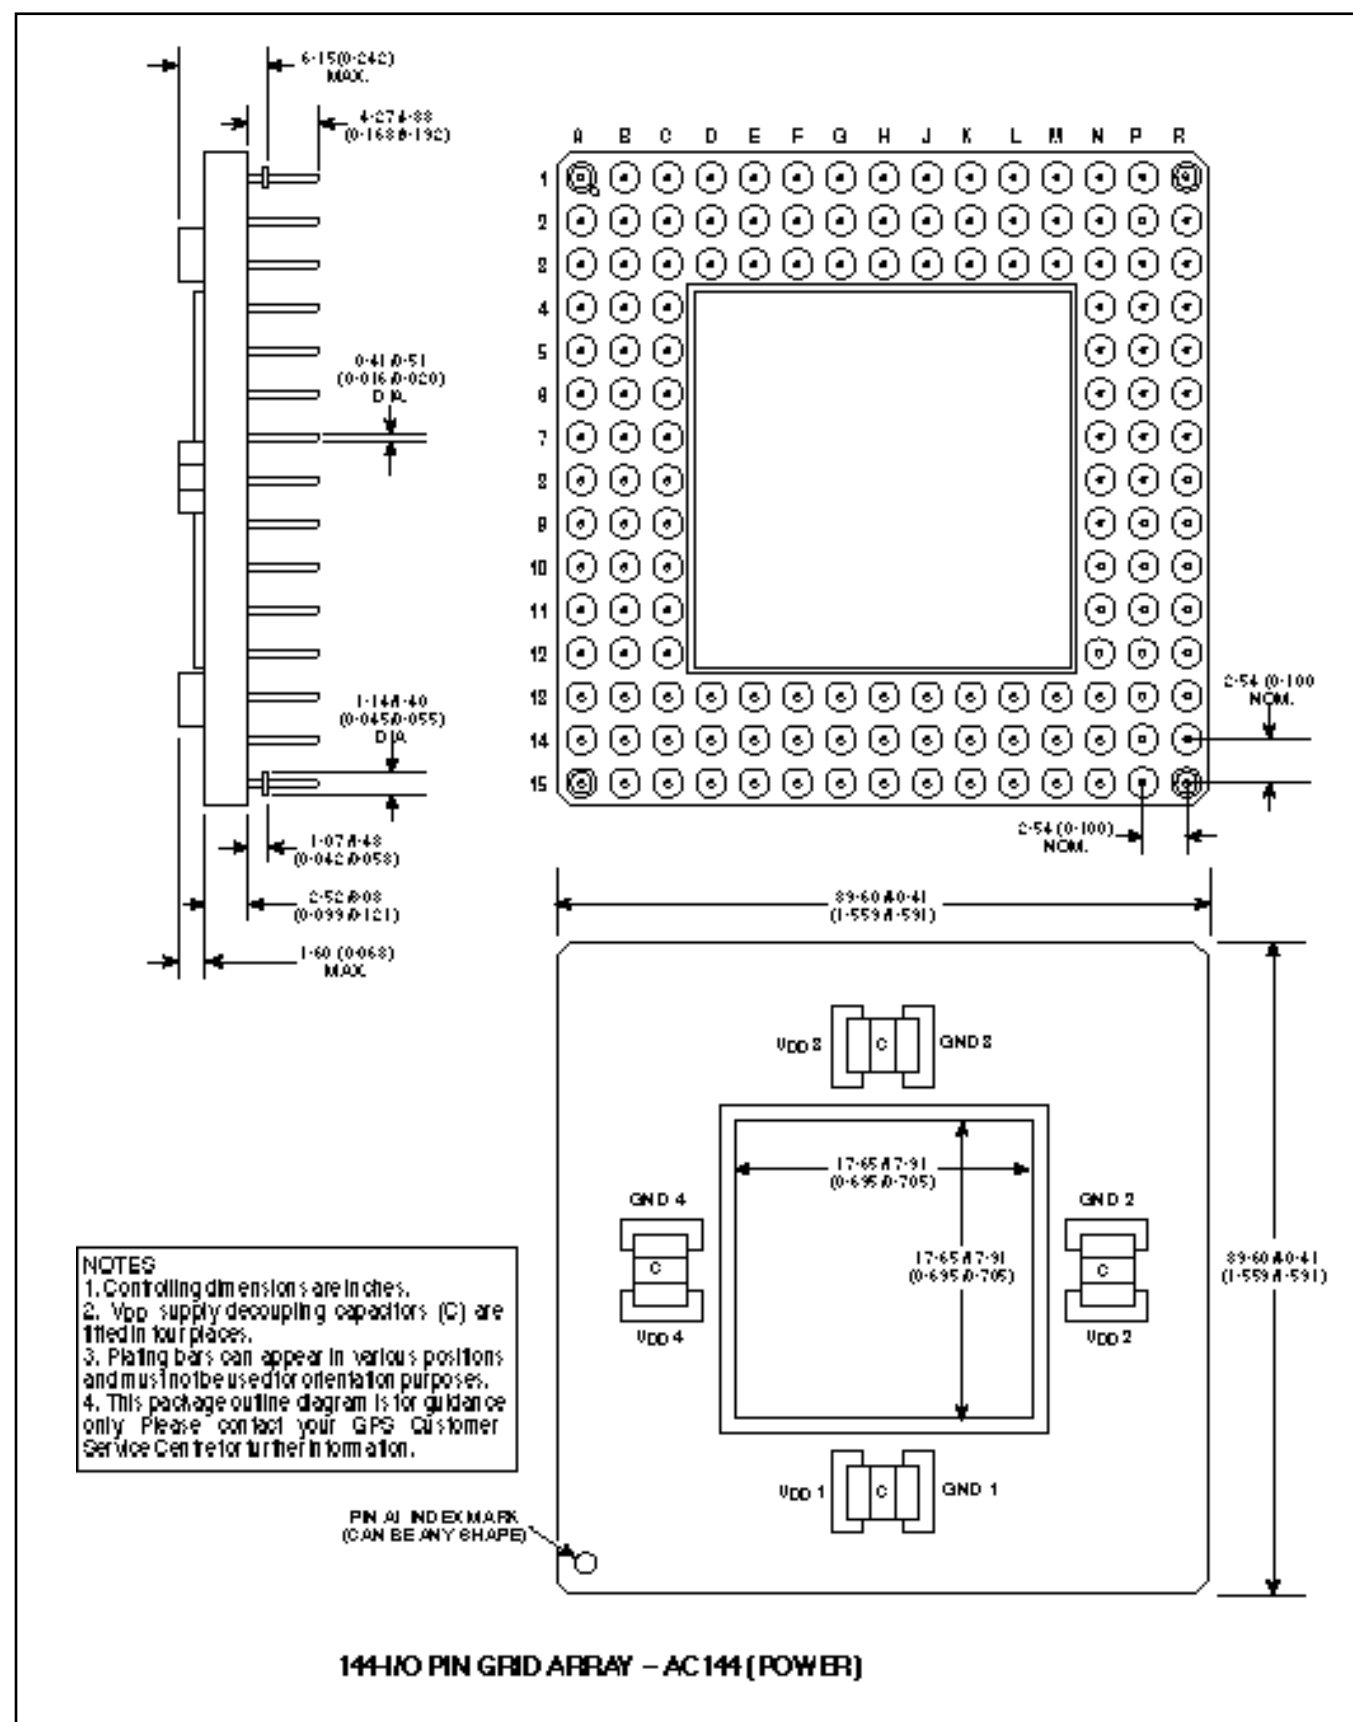 6·15(0·242)
MAX.
4·27/4·88
(0·168/0·192)
A B C D E F G H J K L M N P R
1
2
3
4
5
6
7
8
9
10
11
12
13
14
15
0·41/0·51
(0·016/0·020)
DIA.
1·14/1·40
(0·045/0·055)
DIA
2·54 (0·100
NOM.
2·54 (0·100)
NOM.
1·07/1·48
(0·042/0·058)
2·52/3·08
(0·099/0·121)
1·60 (0·068)
MAX.
39·60/40·41
(1·559/1·591)
VDD 3
C
GND 3
17·65/17·91
(0·695/0·705)
GND 4
C
VDD 4
GND 2
C
VDD 2
17·65/17·91
(0·695/0·705)
39·60/40·41
(1·559/1·591)
VDD 1
C
GND 1
NOTES
1. Controlling dimensions are inches.
2. VDD supply decoupling capacitors (C) are
fitted in four places.
3. Plating bars can appear in various positions
and must not be used for orientation purposes.
4. This package outline diagram is for guidance
only. Please contact your GPS Customer
Service Centre for further information.
PIN A1 INDEX MARK
(CAN BE ANY SHAPE)
144-I/O PIN GRID ARRAY – AC144 (POWER)